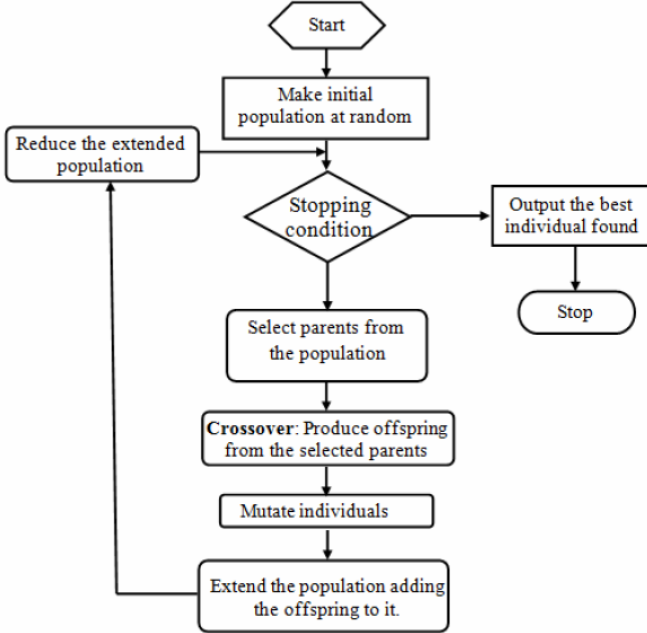 Start
Make initial
population at random
Reduce the extended
population
Stopping
condition
Output the best
individual found
Stop
Select parents from
the population
Crossover: Produce offspring
from the selected parents
Mutate individuals
Extend the population adding
the offspring to it.